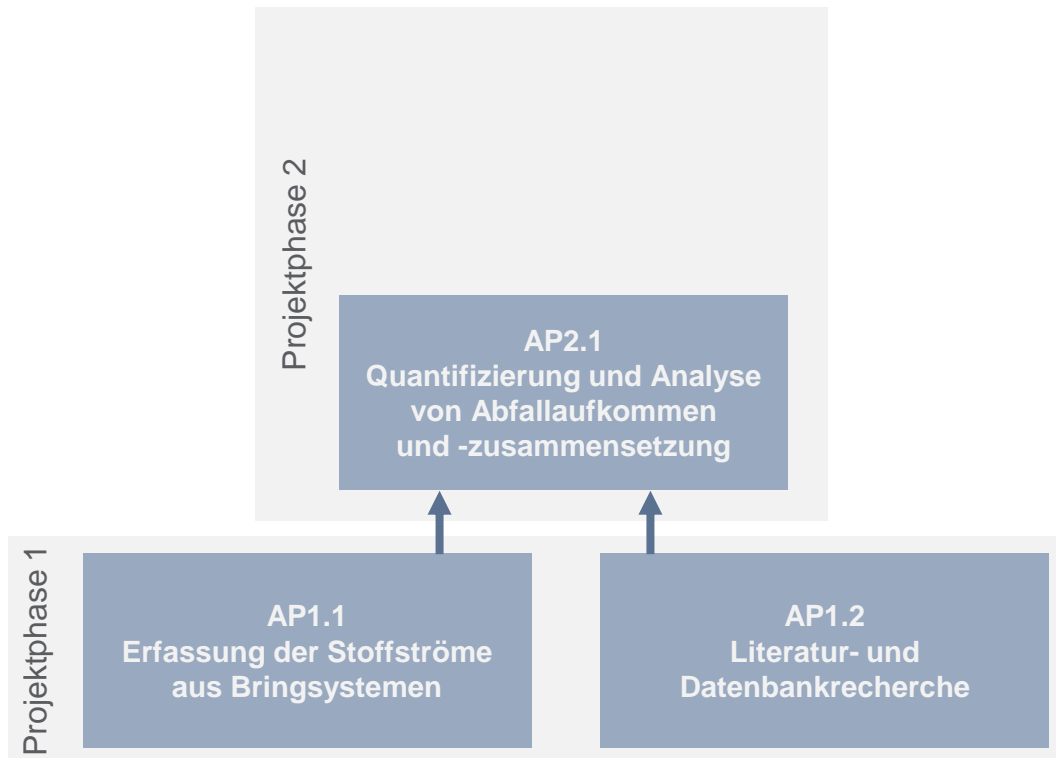 Projektphase 2
AP2.1
Quantifizierung und Analyse
von Abfallaufkommen
und -zusammensetzung
Projektphase 1
AP1.1
Erfassung der Stoffströme
aus Bringsystemen
AP1.2
Literatur- und
Datenbankrecherche